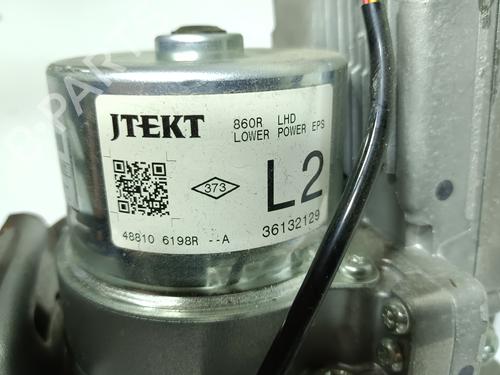 JTEKT
860R LHD
LOWER POWER EPS
373
L2
48810 6198R --A
36132129